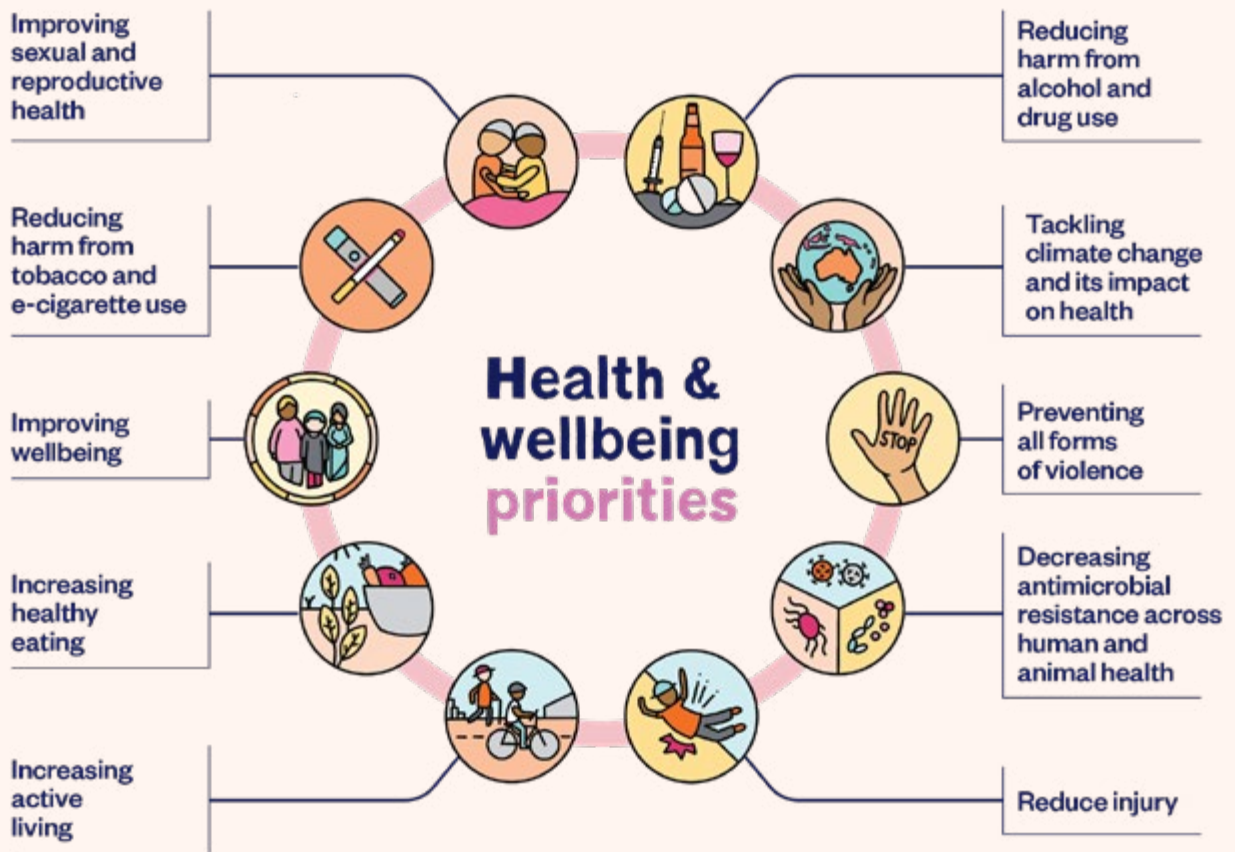 Improving
sexual and
reproductive
health
Reducing
harm from
tobacco and
e-cigarette use
Improving
wellbeing
Increasing
healthy
eating
Increasing
active
living
Health &
wellbeing
priorities
Reducing
harm from
alcohol and
drug use
Tackling
climate change
and its impact
on health
STOP
Preventing
all forms
of violence
Decreasing
antimicrobial
resistance across
human and
animal health
Reduce injury